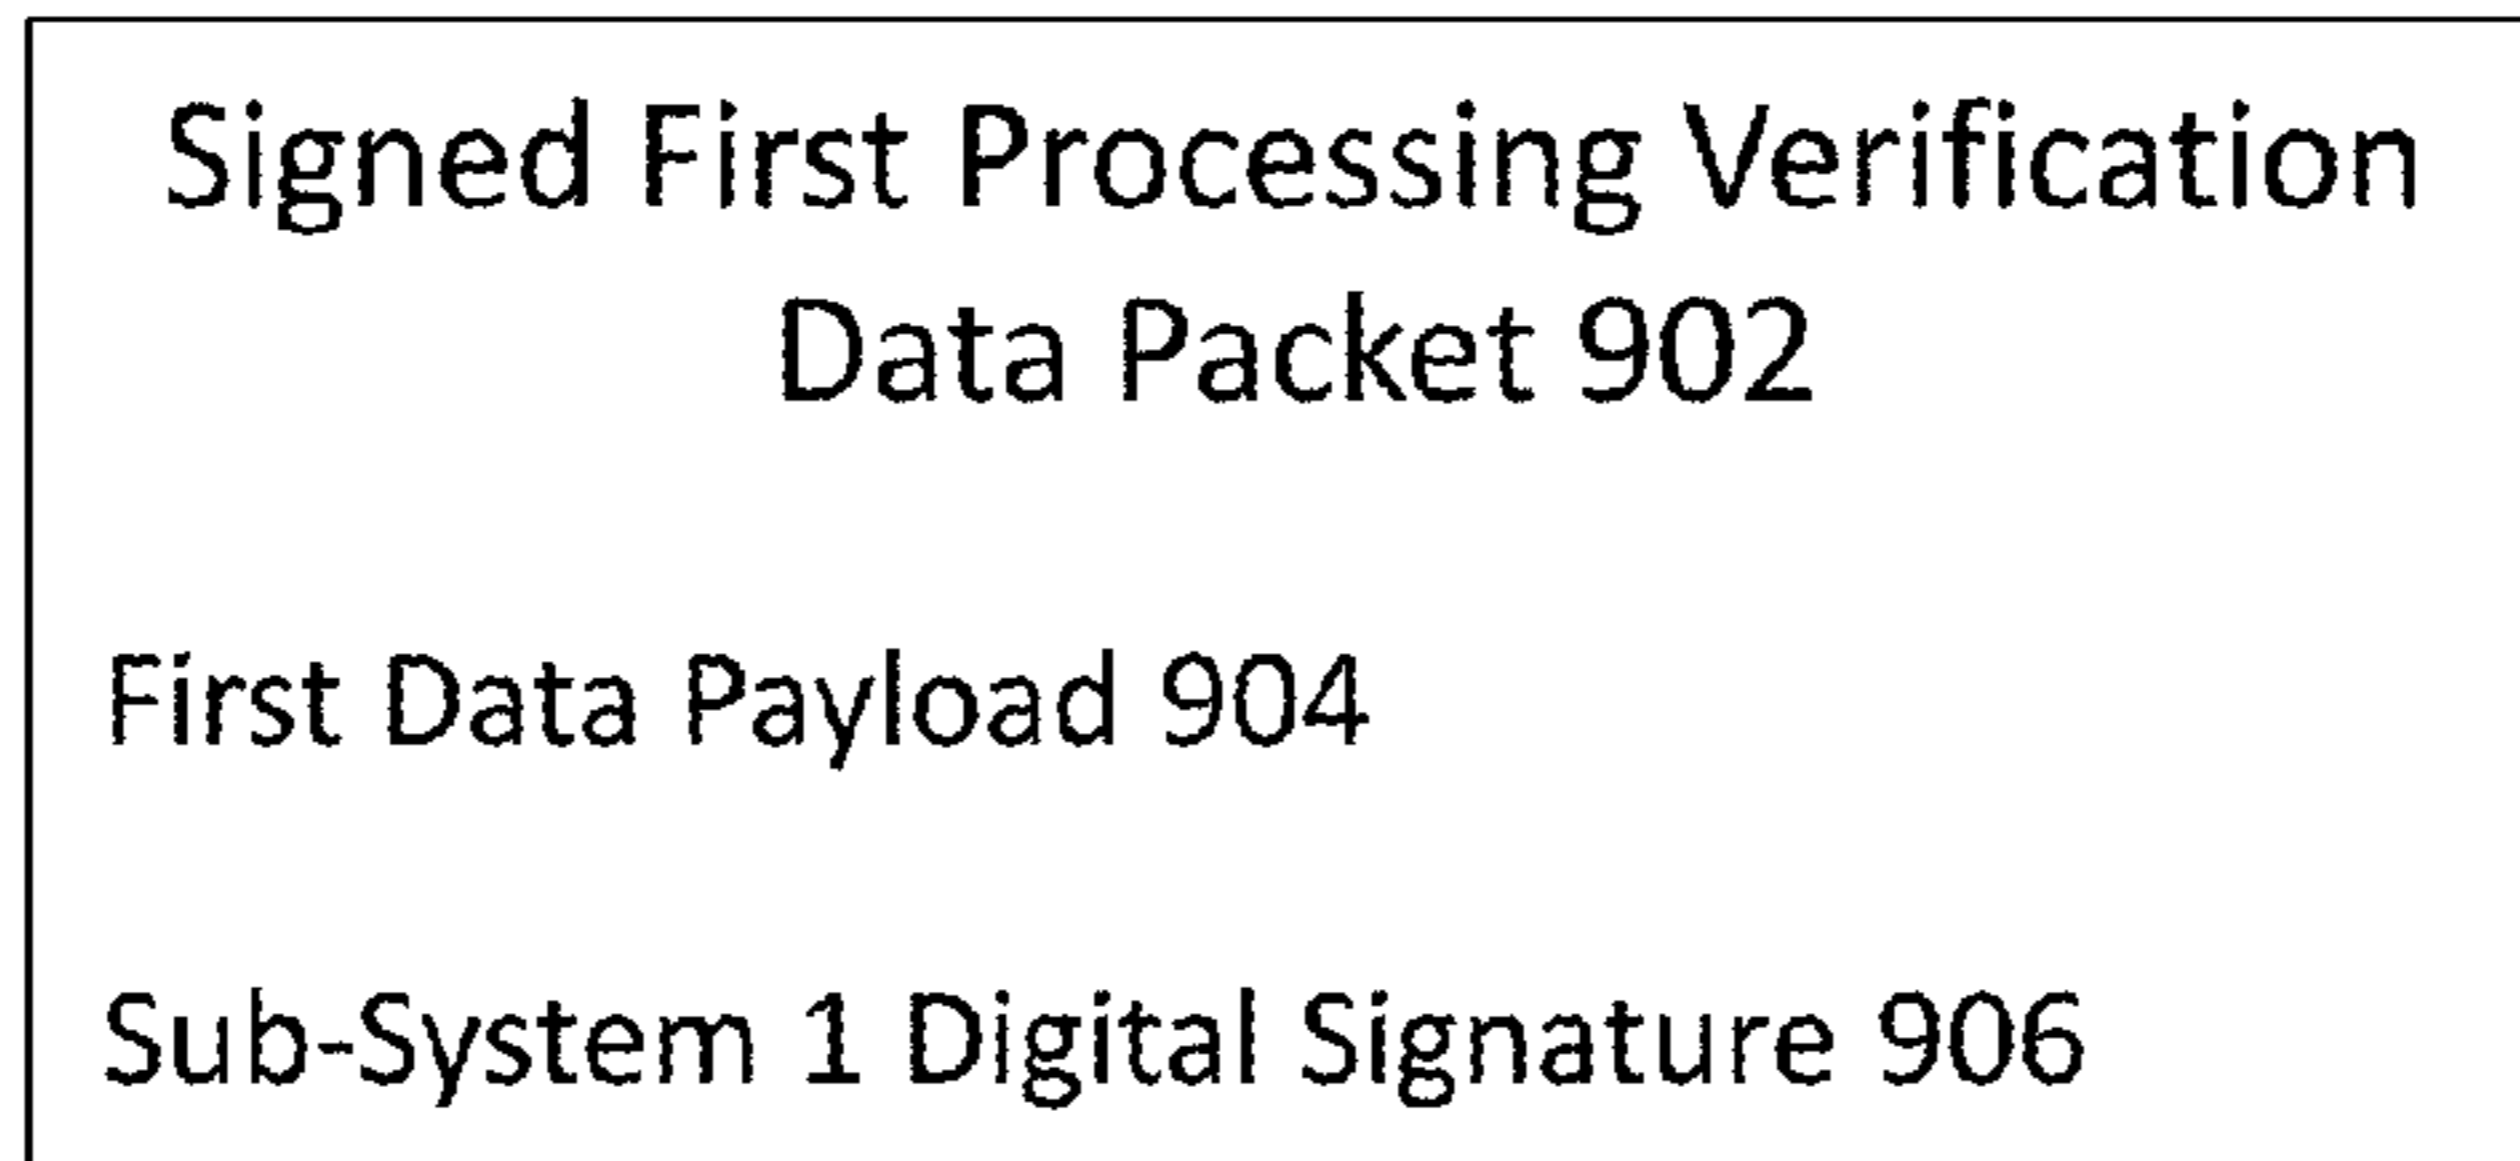 Signed First Processing Verification
Data Packet 902
First Data Payload 904
Sub-System 1 Digital Signature 906